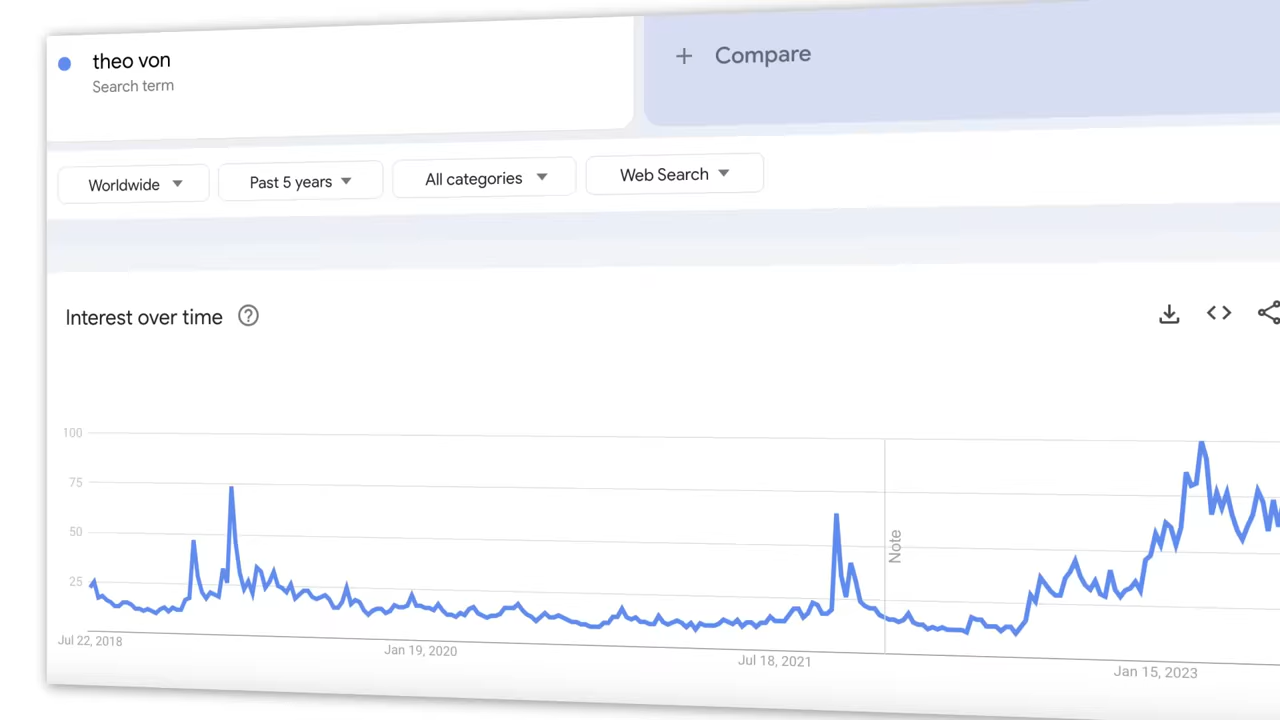 theo von
Search term
+ Compare
Worldwide
Past 5 years
All categories
Web Search
Interest over time
100
75
50
25
Note
Jul 22, 2018
Jan 19, 2020
Jul 18, 2021
Jan 15, 2023